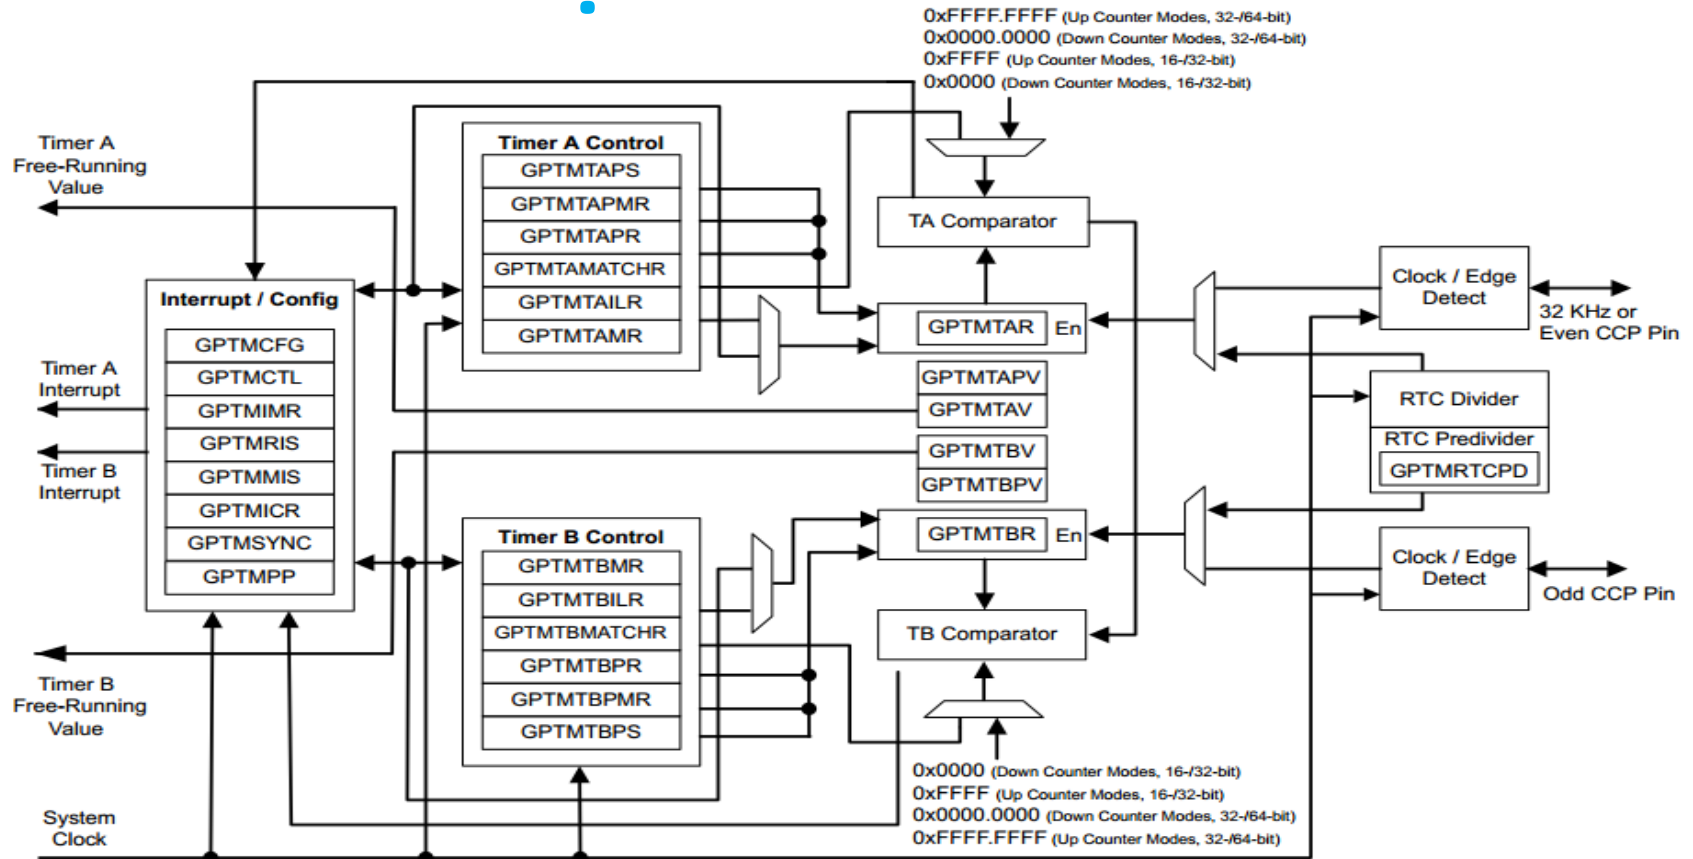 0xFFFF.FFFF (Up Counter Modes, 32-/64-bit)
0x0000.0000 (Down Counter Modes, 32-/64-bit)
0xFFFF (Up Counter Modes, 16-/32-bit)
0x0000 (Down Counter Modes, 16-/32-bit)
Timer A
Free-Running
Value
Timer A Control
GPTMTAPS
GPTMTAPMR
GPTMTAPR
GPTMTAMATCHR
GPTMTAILR
GPTMTAMR
TA Comparator
Clock / Edge
Detect
32 KHz or
Even CCP Pin
Interrupt / Config
GPTMCFG
GPTMCTL
GPTMIMR
GPTMRIS
GPTMMIS
GPTMICR
GPTMSYNC
GPTMPP
GPTMTAR
En
Timer A
Interrupt
GPTMTAPV
GPTMTAV
RTC Divider
RTC Predivider
GPTMRTCPD
Timer B
Interrupt
GPTMTBV
GPTMTBPV
GPTMTBR
En
Timer B Control
GPTMTBMR
GPTMTBILR
GPTMTBMATCHR
GPTMTBPR
GPTMTBPMR
GPTMTBPS
Clock / Edge
Detect
Odd CCP Pin
TB Comparator
Timer B
Free-Running
Value
0x0000 (Down Counter Modes, 16-/32-bit)
0xFFFF (Up Counter Modes, 16-/32-bit)
0x0000.0000 (Down Counter Modes, 32-/64-bit)
0xFFFF.FFFF (Up Counter Modes, 32-/64-bit)
System
Clock